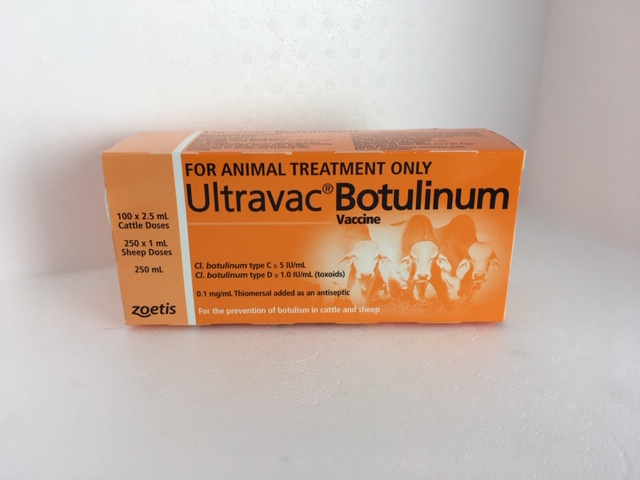 FOR ANIMAL TREATMENT ONLY
Ultravac® Botulinum
Vaccine
100 x 2.5 mL
Cattle Doses
250 x 1 mL
Sheep Doses
250 mL
Cl. botulinum type C ≥ 5 IU/mL
Cl. botulinum type D ≥ 1.0 IU/mL (toxoids)
0.1 mg/mL Thiomersal added as an antiseptic
zoetis
For the prevention of botulism in cattle and sheep